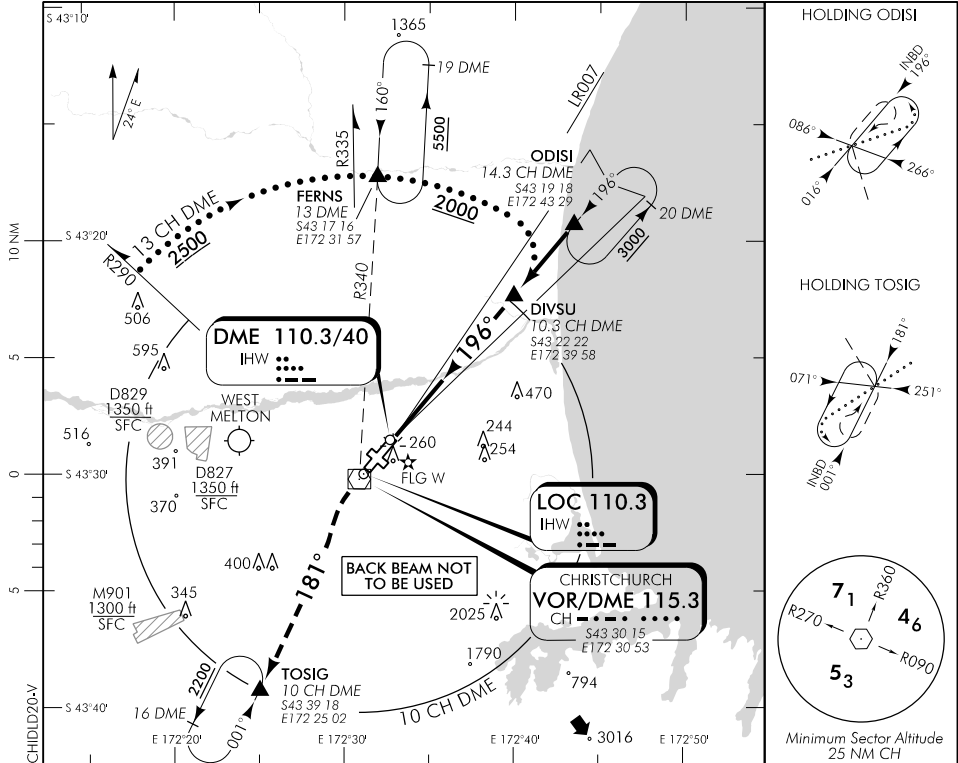 S 43°10'
1365
19 DME
24° E
160°
5500
R335
LR007
ODISI
14.3 CH DME
S43 19 18
E172 43 29
196°
20 DME
3000
FERNS
13 DME
S43 17 16
E172 31 57
2000
13 CH DME
2500
S 43°20'
10 NM
R290
R340
DIVSU
10.3 CH DME
S43 22 22
E172 39 58
196°
506
DME 110.3/40
IHW
595
5
470
D829
1350 ft
SFC
WEST
MELTON
516
391
D827
1350 ft
SFC
260
244
254
FLG W
0
S 43°30'
370
LOC 110.3
IHW
400
181°
BACK BEAM NOT
TO BE USED
CHRISTCHURCH
VOR/DME 115.3
CH
S43 30 15
E172 30 53
5
M901
1300 ft
SFC
345
2025
1790
794
2200
TOSIG
10 CH DME
S43 39 18
E172 25 02
10 CH DME
S 43°40'
16 DME
001°
3016
E 172°20'
E 172°30'
E 172°40'
E 172°50'
CHIDLD20-V
HOLDING ODISI
INBD
196°
086°
266°
016°
HOLDING TOSIG
181°
071°
251°
INBD
001°
7₁
R360
4₆
R270
R090
5₃
Minimum Sector Altitude
25 NM CH